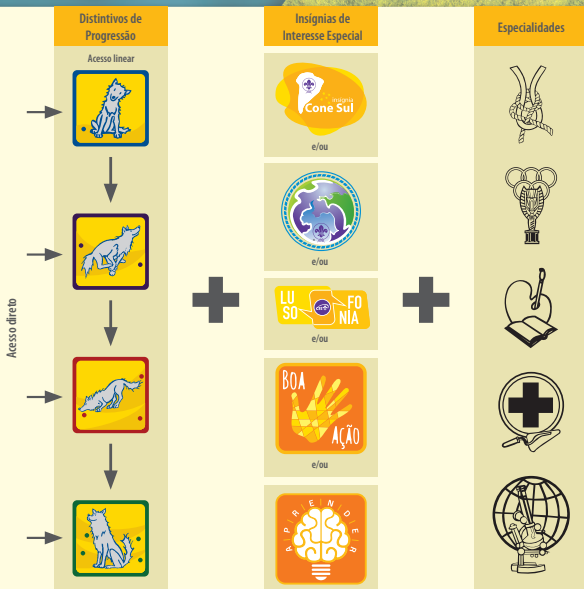 Distintivos de
Progressão
Acesso linear
Acesso direto
Insígnias de
Interesse Especial
Insígnia
Cone Sul
e/ou
e/ou
LU
SO
FO
NIA
e/ou
BOA
AÇÃO
e/ou
APRENDER
Especialidades